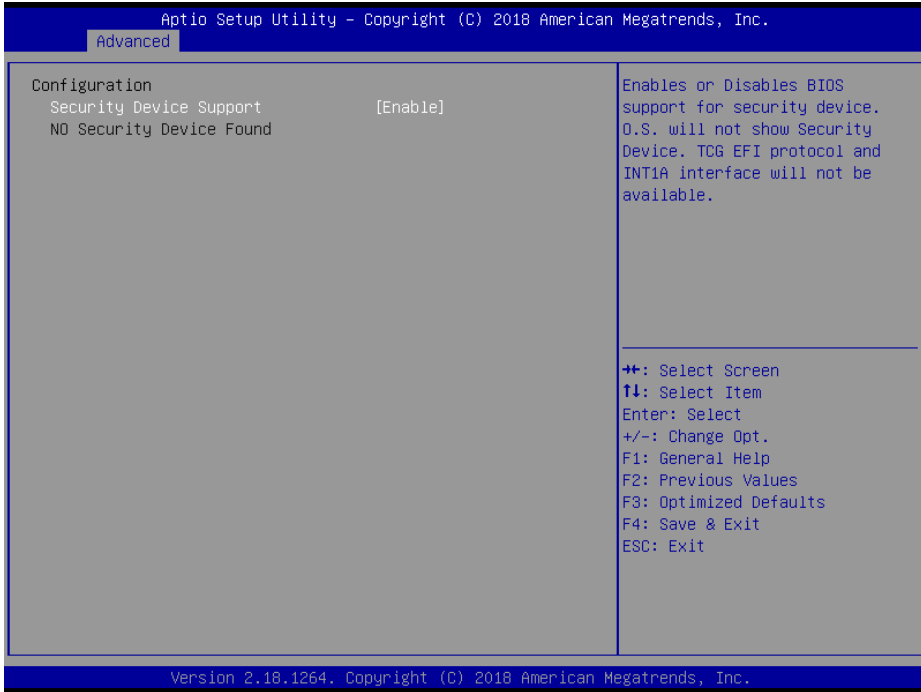 Aptio Setup Utility – Copyright (C) 2018 American Megatrends, Inc.
Advanced
Configuration
Security Device Support [Enable]
NO Security Device Found
Enables or Disables BIOS
support for security device.
O.S. will not show Security
Device. TCG EFI protocol and
INT1A interface will not be
available.
→←: Select Screen
↑↓: Select Item
Enter: Select
+/-: Change Opt.
F1: General Help
F2: Previous Values
F3: Optimized Defaults
F4: Save & Exit
ESC: Exit
Version 2.18.1264. Copyright (C) 2018 American Megatrends, Inc.